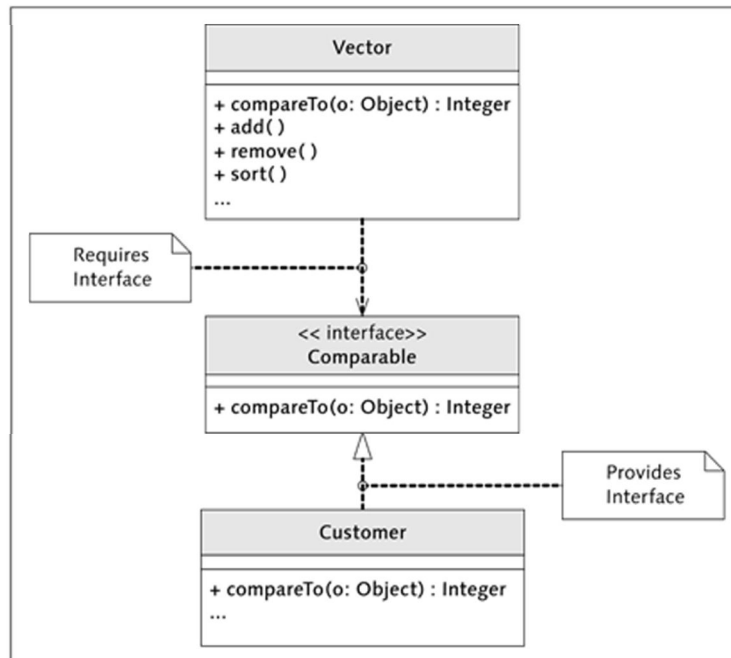 Vector
+ compareTo(o: Object) : Integer
+ add( )
+ remove( )
+ sort( )
...
Requires
Interface
<< interface>>
Comparable
+ compareTo(o: Object) : Integer
Provides
Interface
Customer
+ compareTo(o: Object) : Integer
...